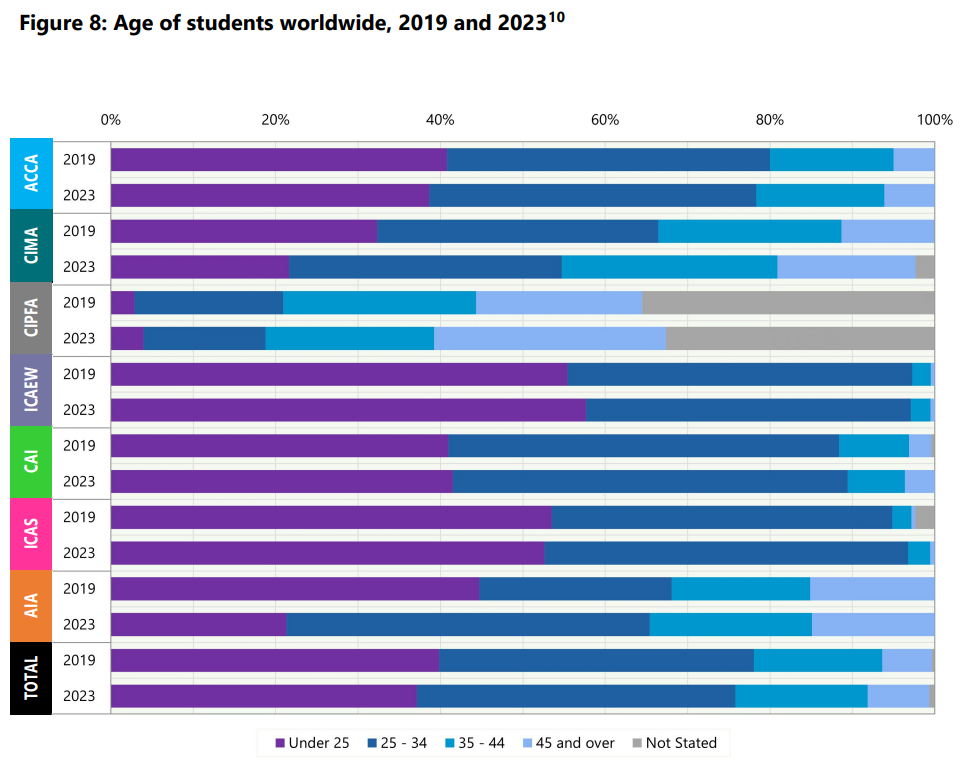 Figure 8: Age of students worldwide, 2019 and 2023¹⁰
0% 20% 40% 60% 80% 100%
ACCA
2019
2023
CIMA
2019
2023
CIPFA
2019
2023
ICAEW
2019
2023
CAI
2019
2023
ICAS
2019
2023
AIA
2019
2023
TOTAL
2019
2023
Under 25 25 - 34 35 - 44 45 and over Not Stated